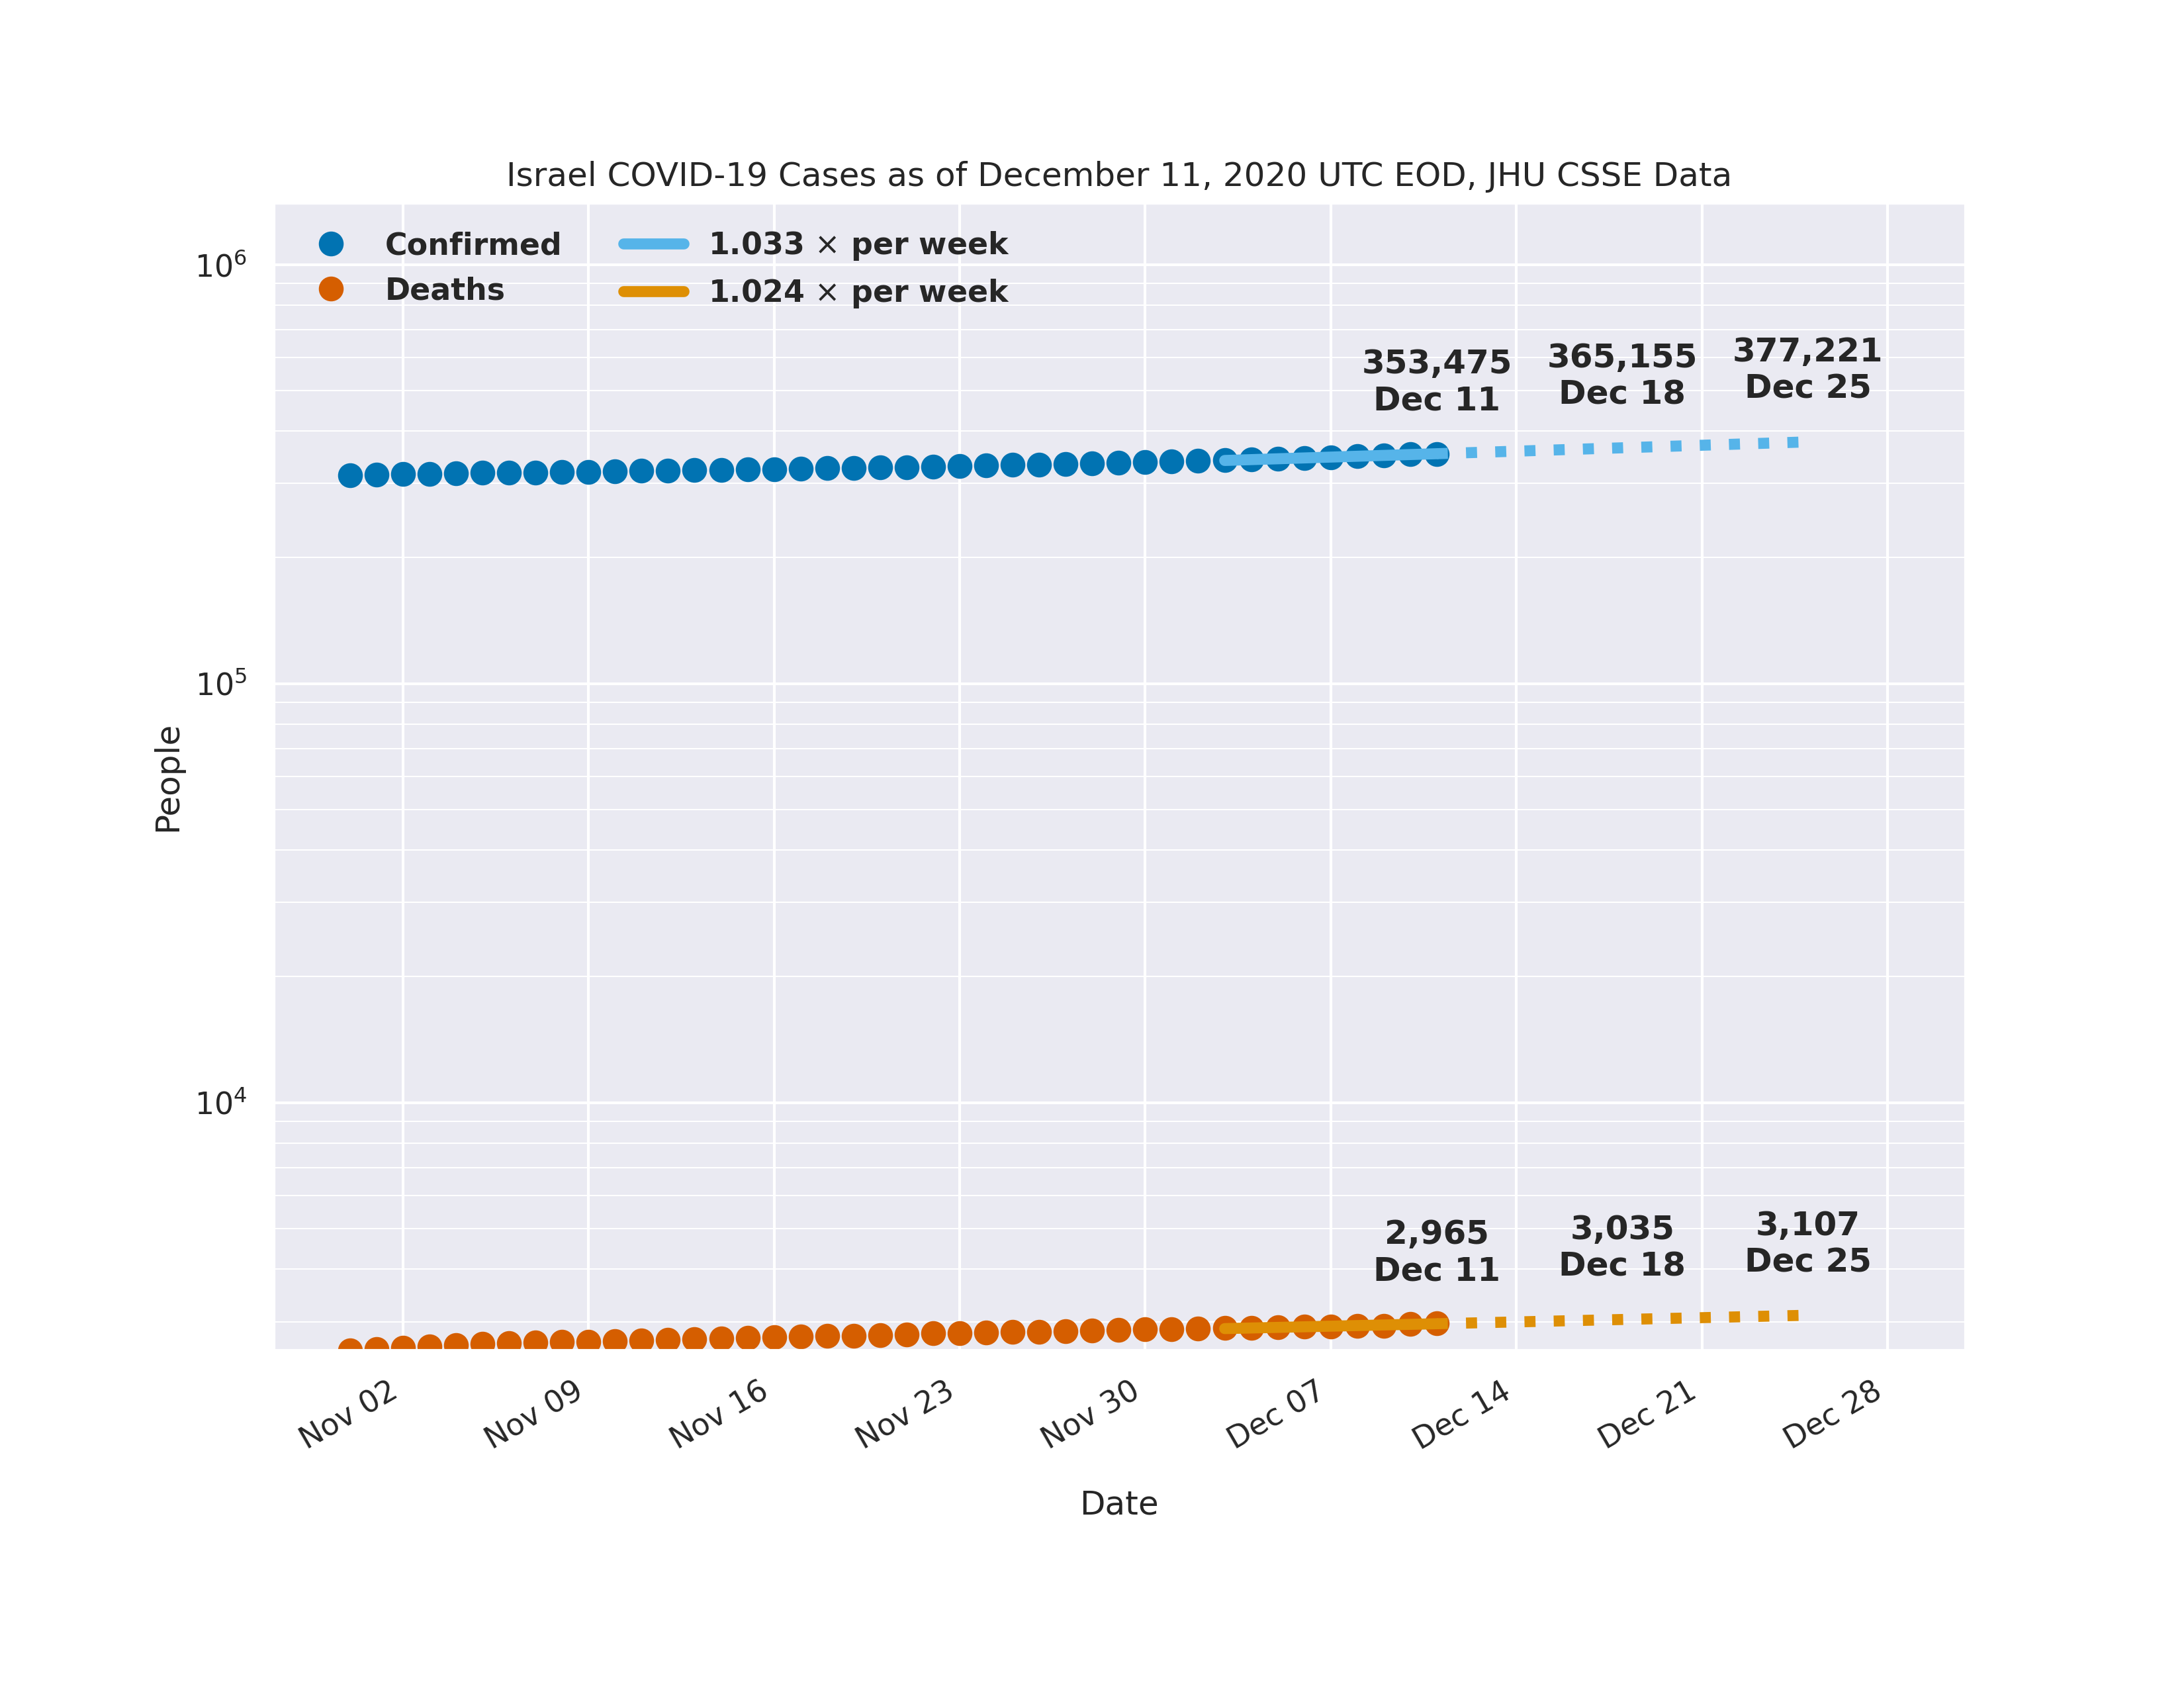 Israel COVID-19 Cases as of December 11, 2020 UTC EOD, JHU CSSE Data
Confirmed
Deaths
1.033 × per week
1.024 × per week
10⁶
10⁵
10⁴
People
353,475
Dec 11
365,155
Dec 18
377,221
Dec 25
2,965
Dec 11
3,035
Dec 18
3,107
Dec 25
Nov 02
Nov 09
Nov 16
Nov 23
Nov 30
Dec 07
Dec 14
Dec 21
Dec 28
Date